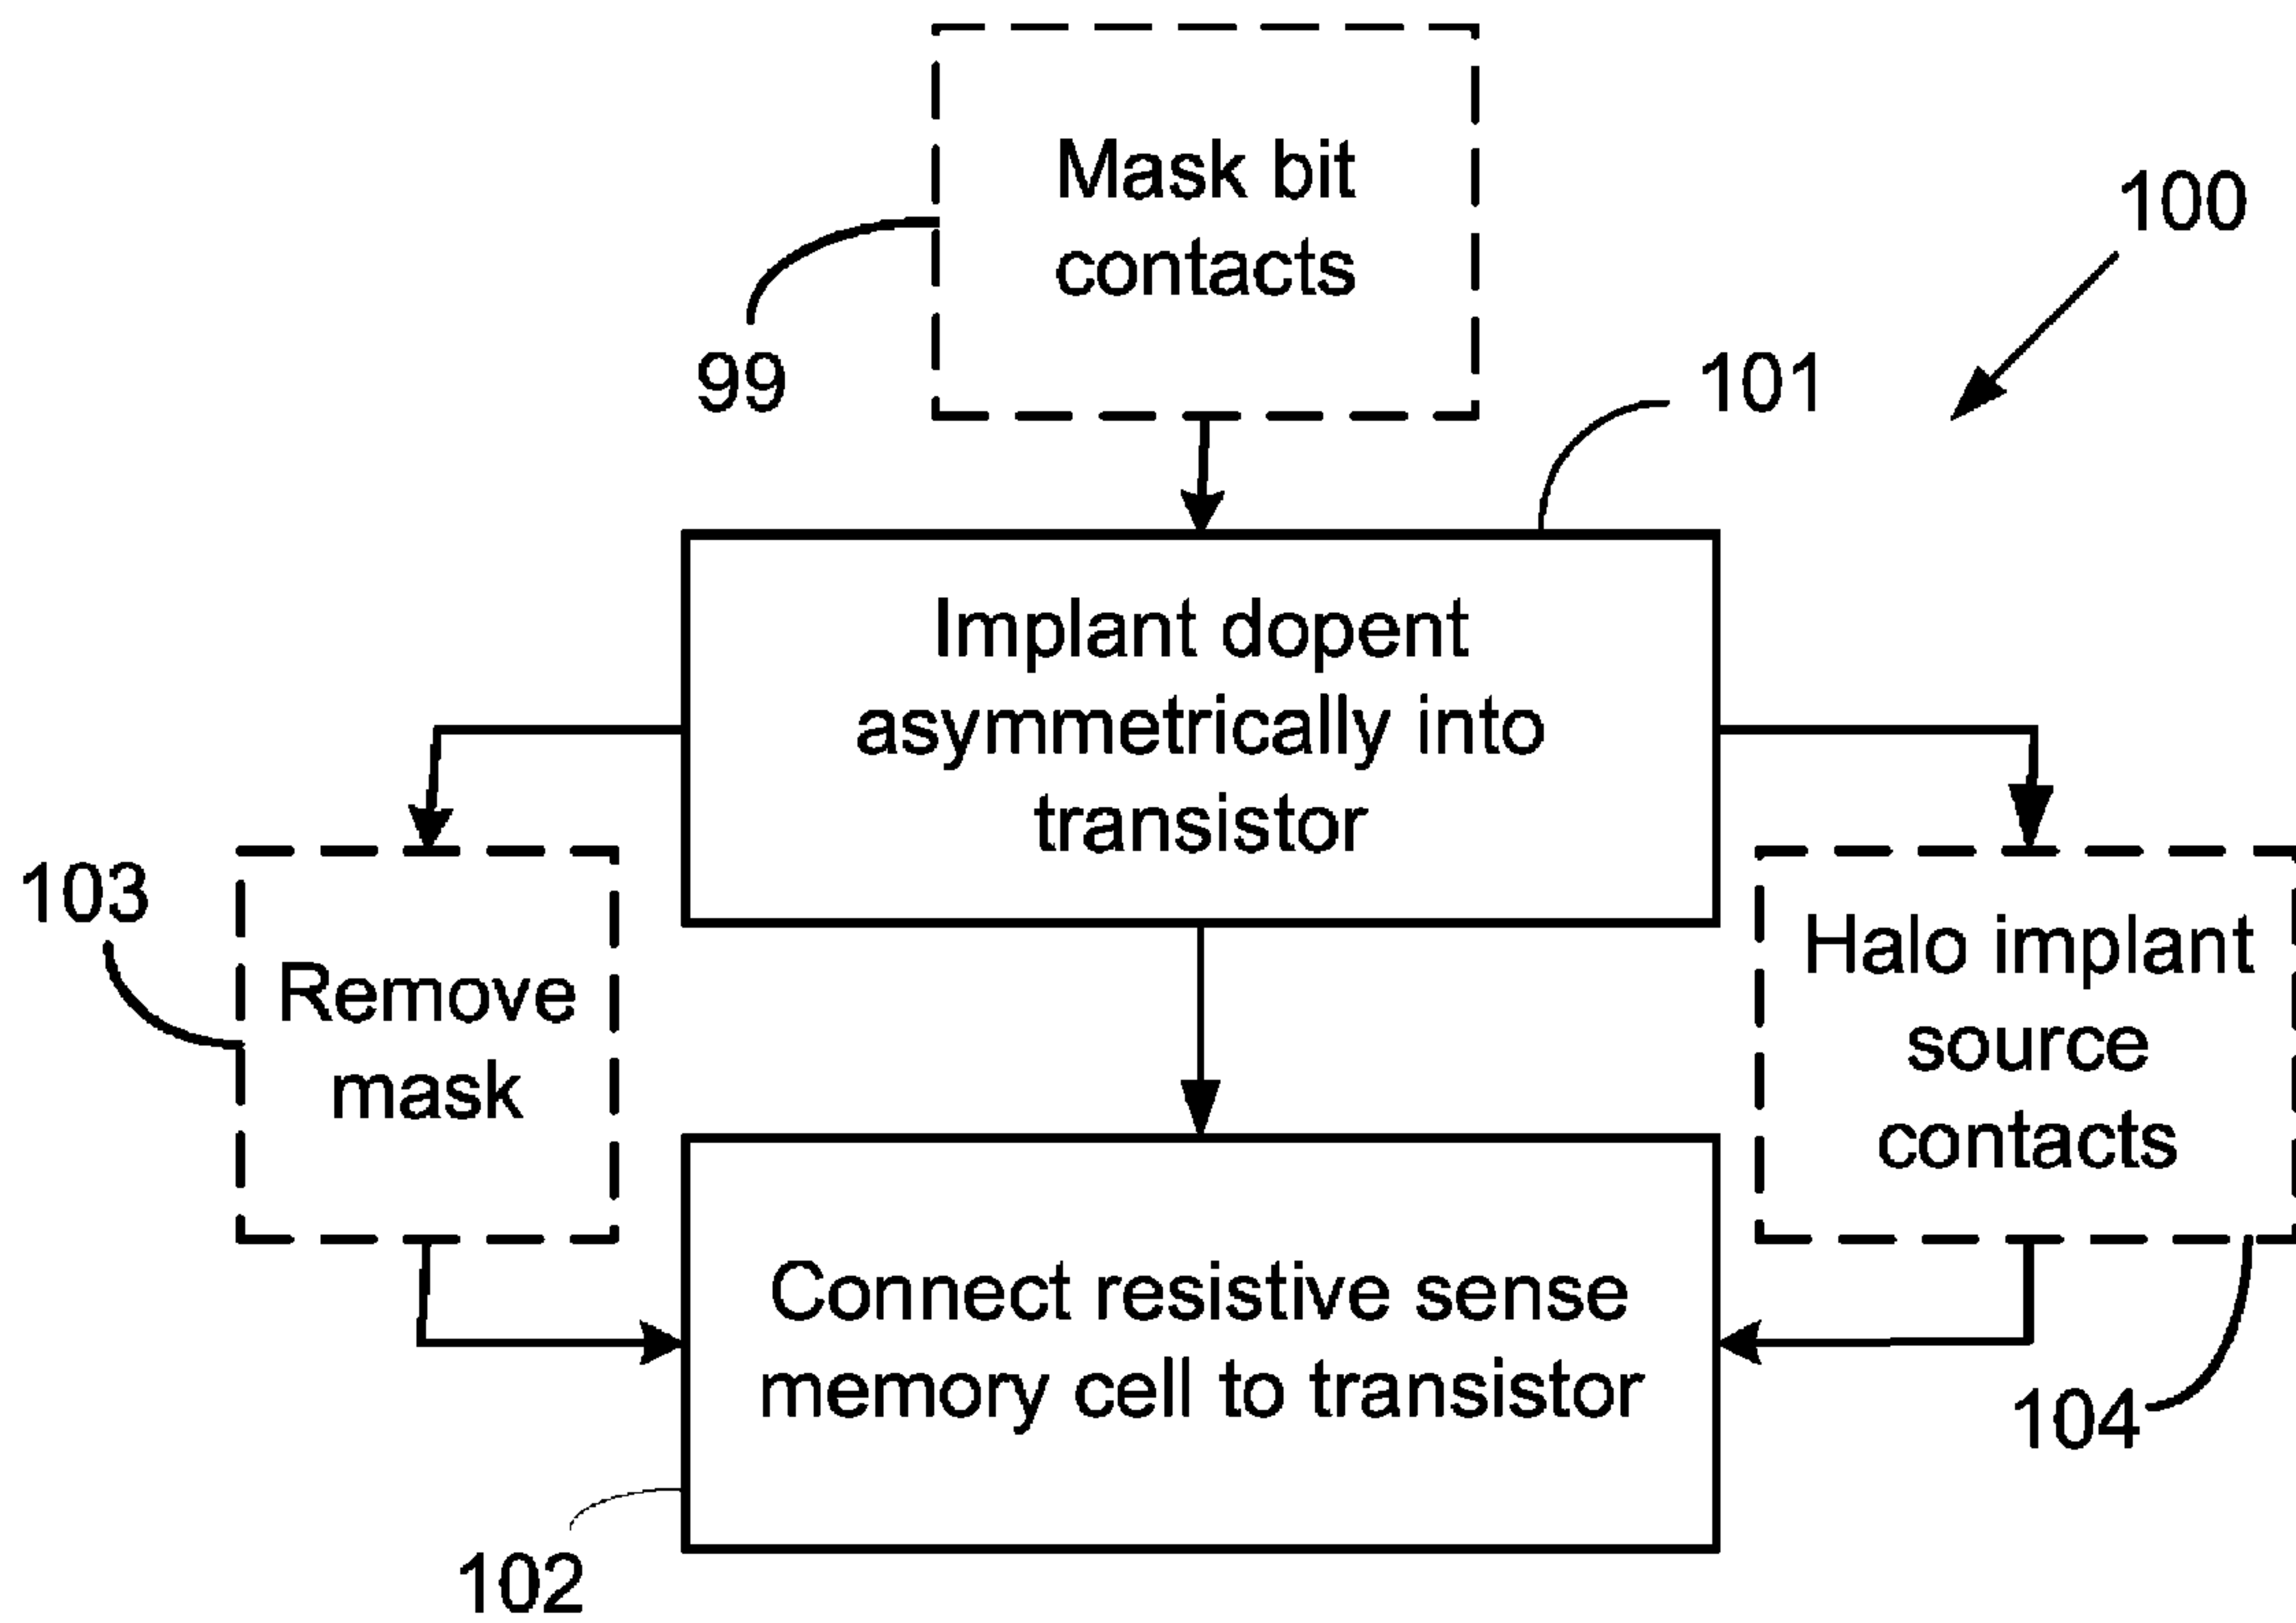 Mask bit
contacts
100
99
101
Implant dopent
asymmetrically into
transistor
103
Remove
mask
Halo implant
source
contacts
Connect resistive sense
memory cell to transistor
104
102